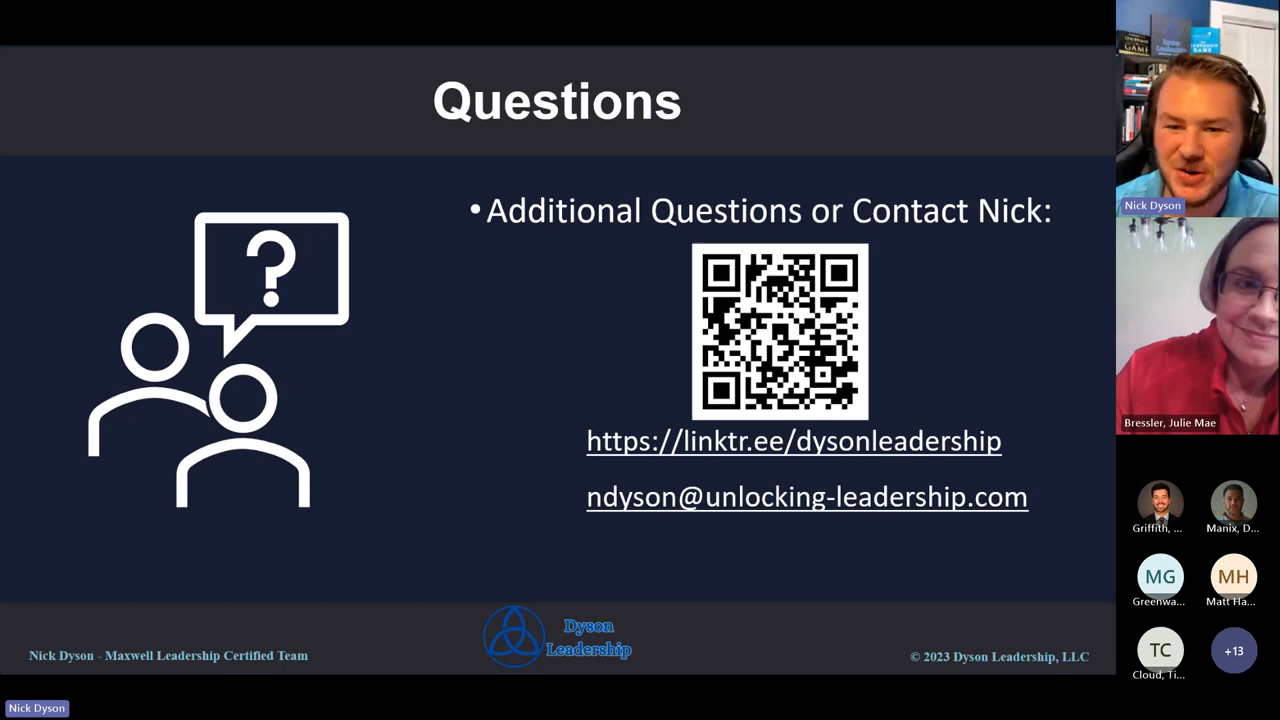 Questions
?
•Additional Questions or Contact Nick:
https://linktr.ee/dysonleadership
ndyson@unlocking-leadership.com
Nick Dyson - Maxwell Leadership Certified Team
Dyson
Leadership
© 2023 Dyson Leadership, LLC
Nick Dyson
Bressler, Julie Mae
Griffith, ...
Manix, D...
MG
Greenwa...
MH
Matt Ha...
TC
Cloud, Ti...
+13
Nick Dyson